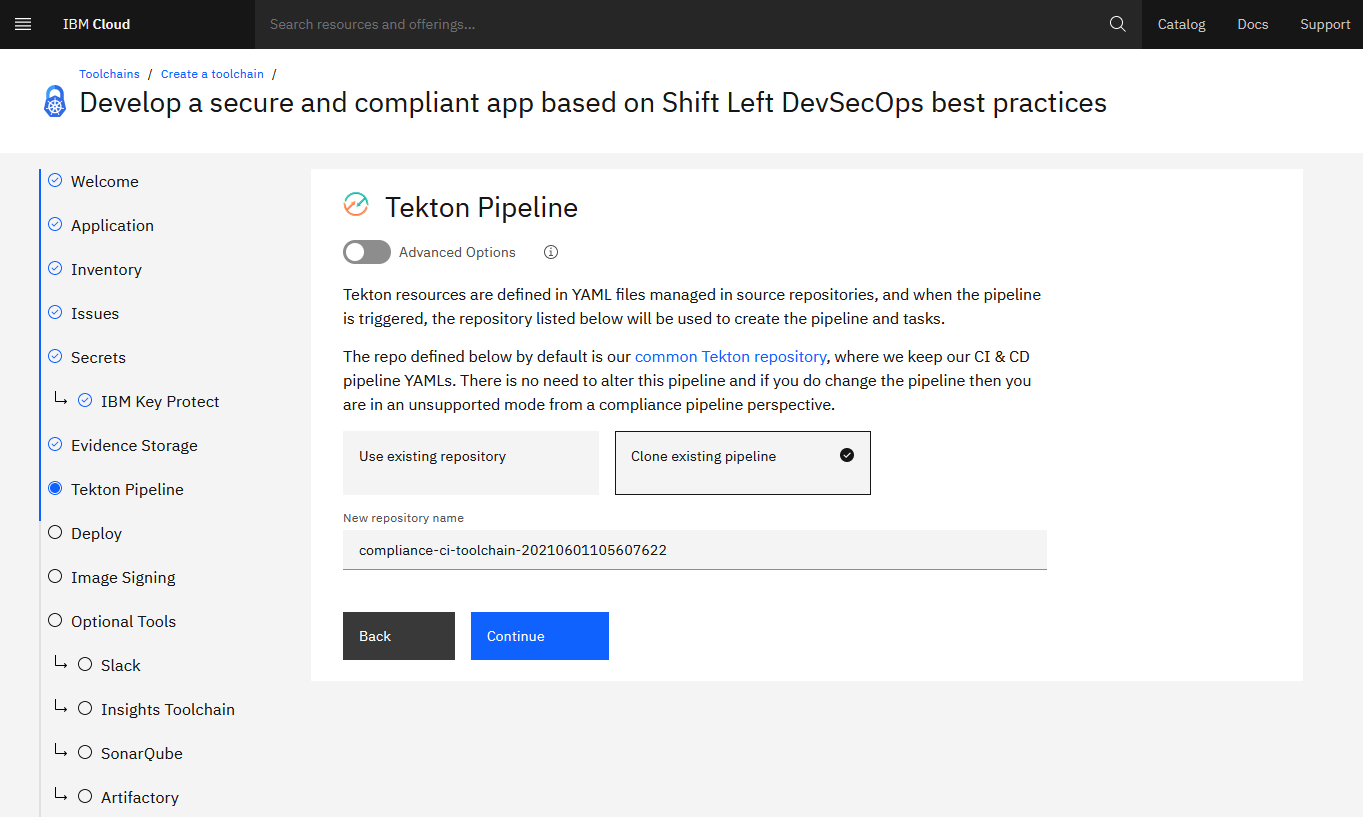 IBM Cloud
Search resources and offerings...
Catalog
Docs
Support
Toolchains / Create a toolchain /
Develop a secure and compliant app based on Shift Left DevSecOps best practices
Welcome
Application
Inventory
Issues
Secrets
IBM Key Protect
Evidence Storage
Tekton Pipeline
Deploy
Image Signing
Optional Tools
Slack
Insights Toolchain
SonarQube
Artifactory
Tekton Pipeline
Advanced Options
Tekton resources are defined in YAML files managed in source repositories, and when the pipeline
is triggered, the repository listed below will be used to create the pipeline and tasks.
The repo defined below by default is our common Tekton repository, where we keep our CI & CD
pipeline YAMLs. There is no need to alter this pipeline and if you do change the pipeline then you
are in an unsupported mode from a compliance pipeline perspective.
Use existing repository
Clone existing pipeline
New repository name
compliance-ci-toolchain-20210601105607622
Back
Continue